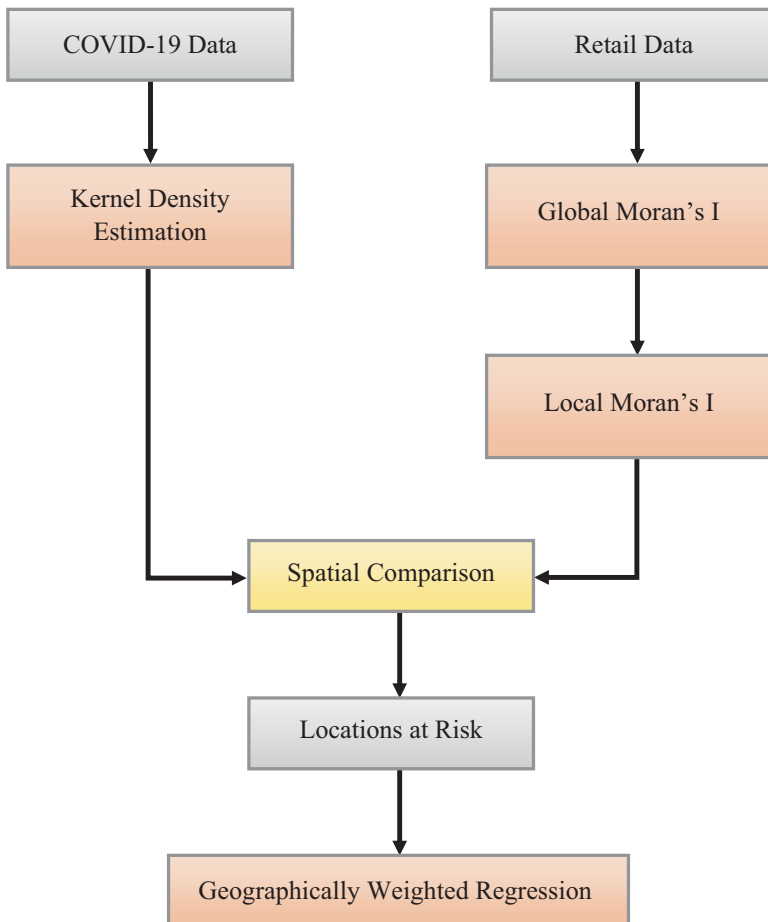 COVID-19 Data
Retail Data
Kernel Density
Estimation
Global Moran’s I
Local Moran’s I
Spatial Comparison
Locations at Risk
Geographically Weighted Regression